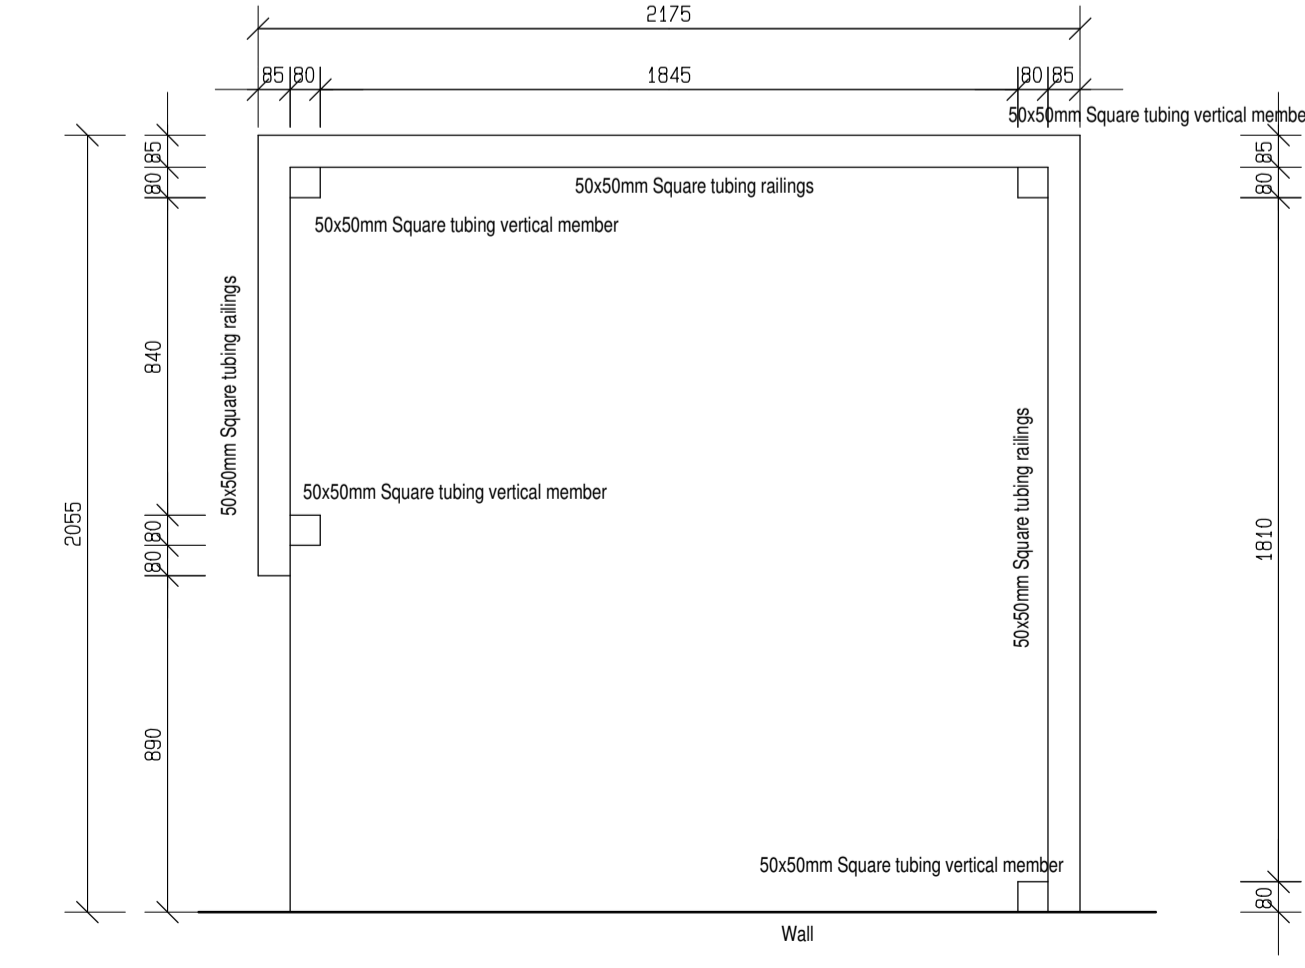 2175
85 80 1845 80 85
50x50mm Square tubing vertical membe
85
80
85
80
50x50mm Square tubing railings
50x50mm Square tubing vertical member
50x50mm Square tubing railings
840
50x50mm Square tubing railings
50x50mm Square tubing vertical member
2055
80
80
1810
890
50x50mm Square tubing vertical member
80
Wall